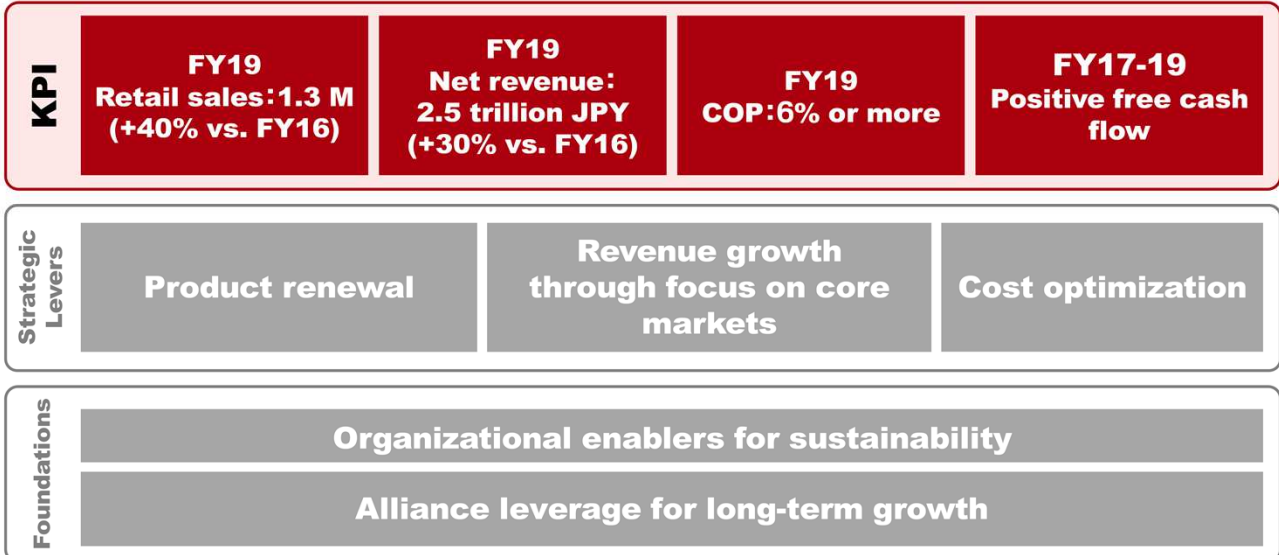 KPI
FY19
Retail sales:1.3 M
(+40% vs. FY16)
FY19
Net revenue:
2.5 trillion JPY
(+30% vs. FY16)
FY19
COP:6% or more
FY17-19
Positive free cash
flow
Strategic
Levers
Product renewal
Revenue growth
through focus on core
markets
Cost optimization
Foundations
Organizational enablers for sustainability
Alliance leverage for long-term growth